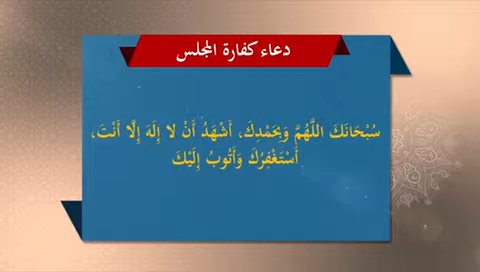 دعاء كفارة المجلس
سُبْحَانَكَ اللَّهُمَّ وَبِحَمْدِكَ، أَشْهَدُ أَنْ لا إِلَهَ إِلَّا أَنْتَ،
أَسْتَغْفِرُكَ وَأَتُوبُ إِلَيْكَ